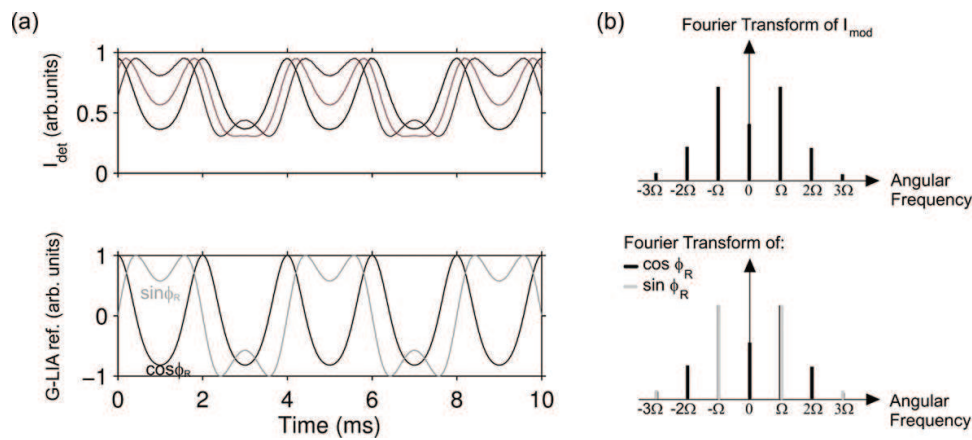 (a)
I_det (arb.units)
1
0.5
0
G-LIA ref. (arb. units)
1
0
−1
sinϕ_R
cosϕ_R
0 2 4 6 8 10
Time (ms)
(b)
Fourier Transform of I_mod
-3Ω -2Ω -Ω 0 Ω 2Ω 3Ω
Angular
Frequency
Fourier Transform of:
cos ϕ_R
sin ϕ_R
-3Ω -2Ω -Ω 0 Ω 2Ω 3Ω
Angular
Frequency